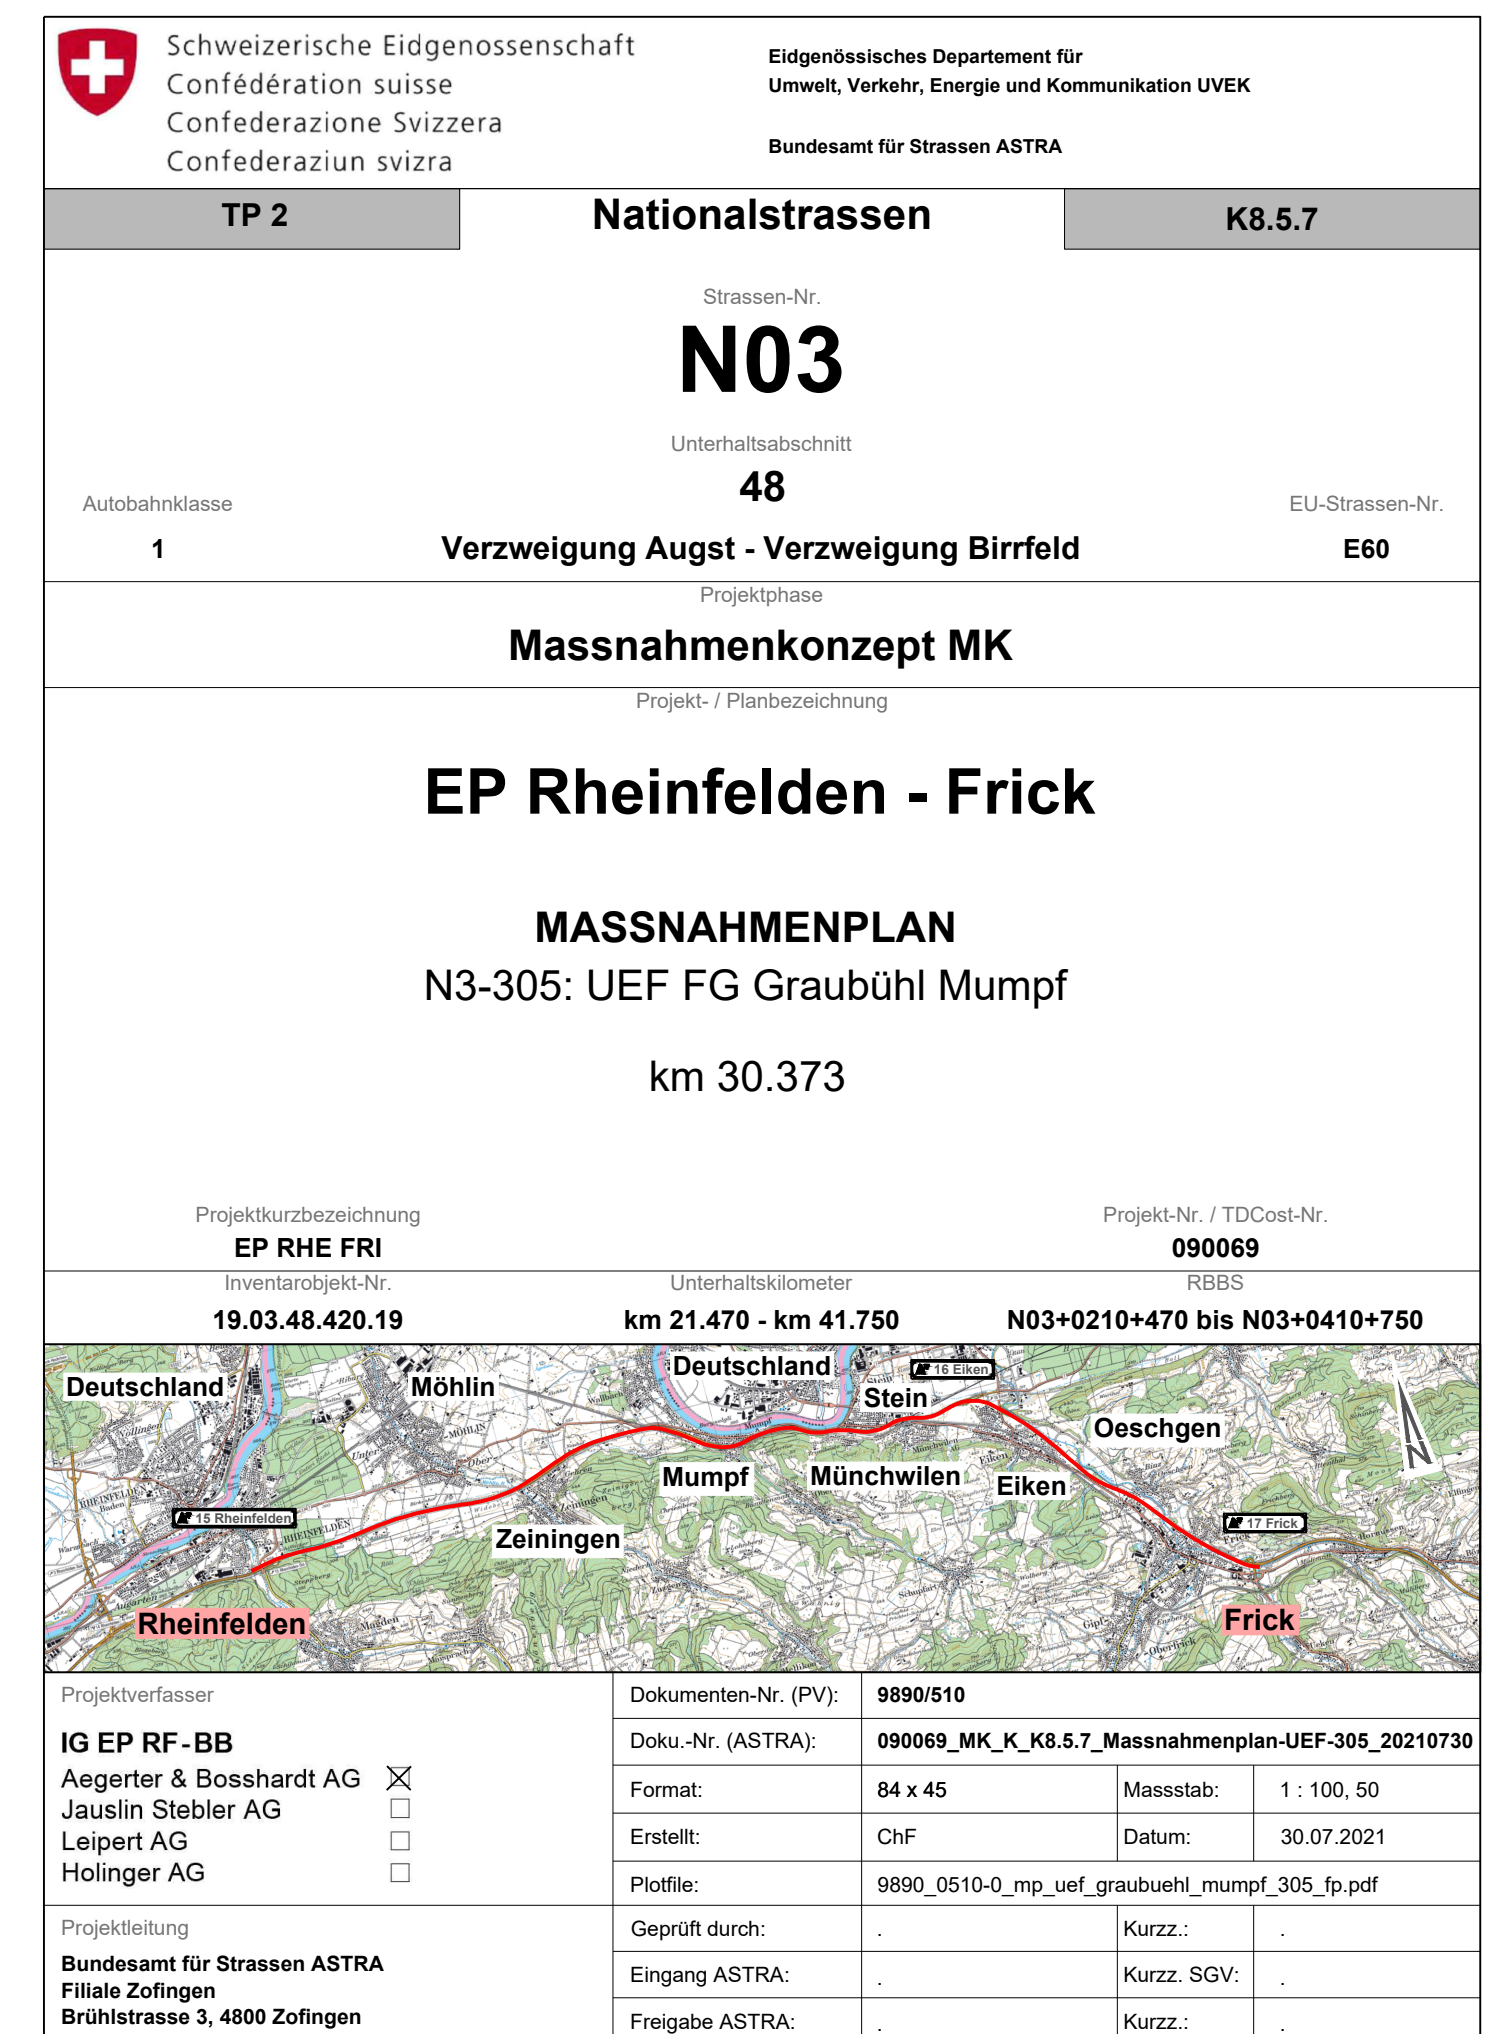 Schweizerische Eidgenossenschaft
Confédération suisse
Confederazione Svizzera
Confederaziun svizra
Eidgenössisches Departement für
Umwelt, Verkehr, Energie und Kommunikation UVEK
Bundesamt für Strassen ASTRA
TP 2
Nationalstrassen
K8.5.7
Strassen-Nr.
N03
Unterhaltsabschnitt
48
Autobahnklasse
EU-Strassen-Nr.
1
Verzweigung Augst - Verzweigung Birrfeld
E60
Projektphase
Massnahmenkonzept MK
Projekt- / Planbezeichnung
EP Rheinfelden - Frick
MASSNAHMENPLAN
N3-305: UEF FG Graubühl Mumpf
km 30.373
Projektkurzbezeichnung
Projekt-Nr. / TDCost-Nr.
EP RHE FRI
090069
Inventarobjekt-Nr.
Unterhaltskilometer
RBBS
19.03.48.420.19
km 21.470 - km 41.750
N03+0210+470 bis N03+0410+750
Deutschland
Möhlin
Deutschland
16 Eiken
Stein
Oeschgen
Mumpf
Münchwilen
Eiken
15 Rheinfelden
17 Frick
Zeiningen
Rheinfelden
Frick
N
Projektverfasser
IG EP RF-BB
Aegerter & Bosshardt AG ☒
Jauslin Stebler AG ☐
Leipert AG ☐
Holinger AG ☐
Projektleitung
Bundesamt für Strassen ASTRA
Filiale Zofingen
Brühlstrasse 3, 4800 Zofingen
Dokumenten-Nr. (PV): 9890/510
Doku.-Nr. (ASTRA): 090069_MK_K_K8.5.7_Massnahmenplan-UEF-305_20210730
Format: 84 x 45 Massstab: 1 : 100, 50
Erstellt: ChF Datum: 30.07.2021
Plotfile: 9890_0510-0_mp_uef_graubuehl_mumpf_305_fp.pdf
Geprüft durch: . Kurzz.: .
Eingang ASTRA: . Kurzz. SGV: .
Freigabe ASTRA: . Kurzz.: .